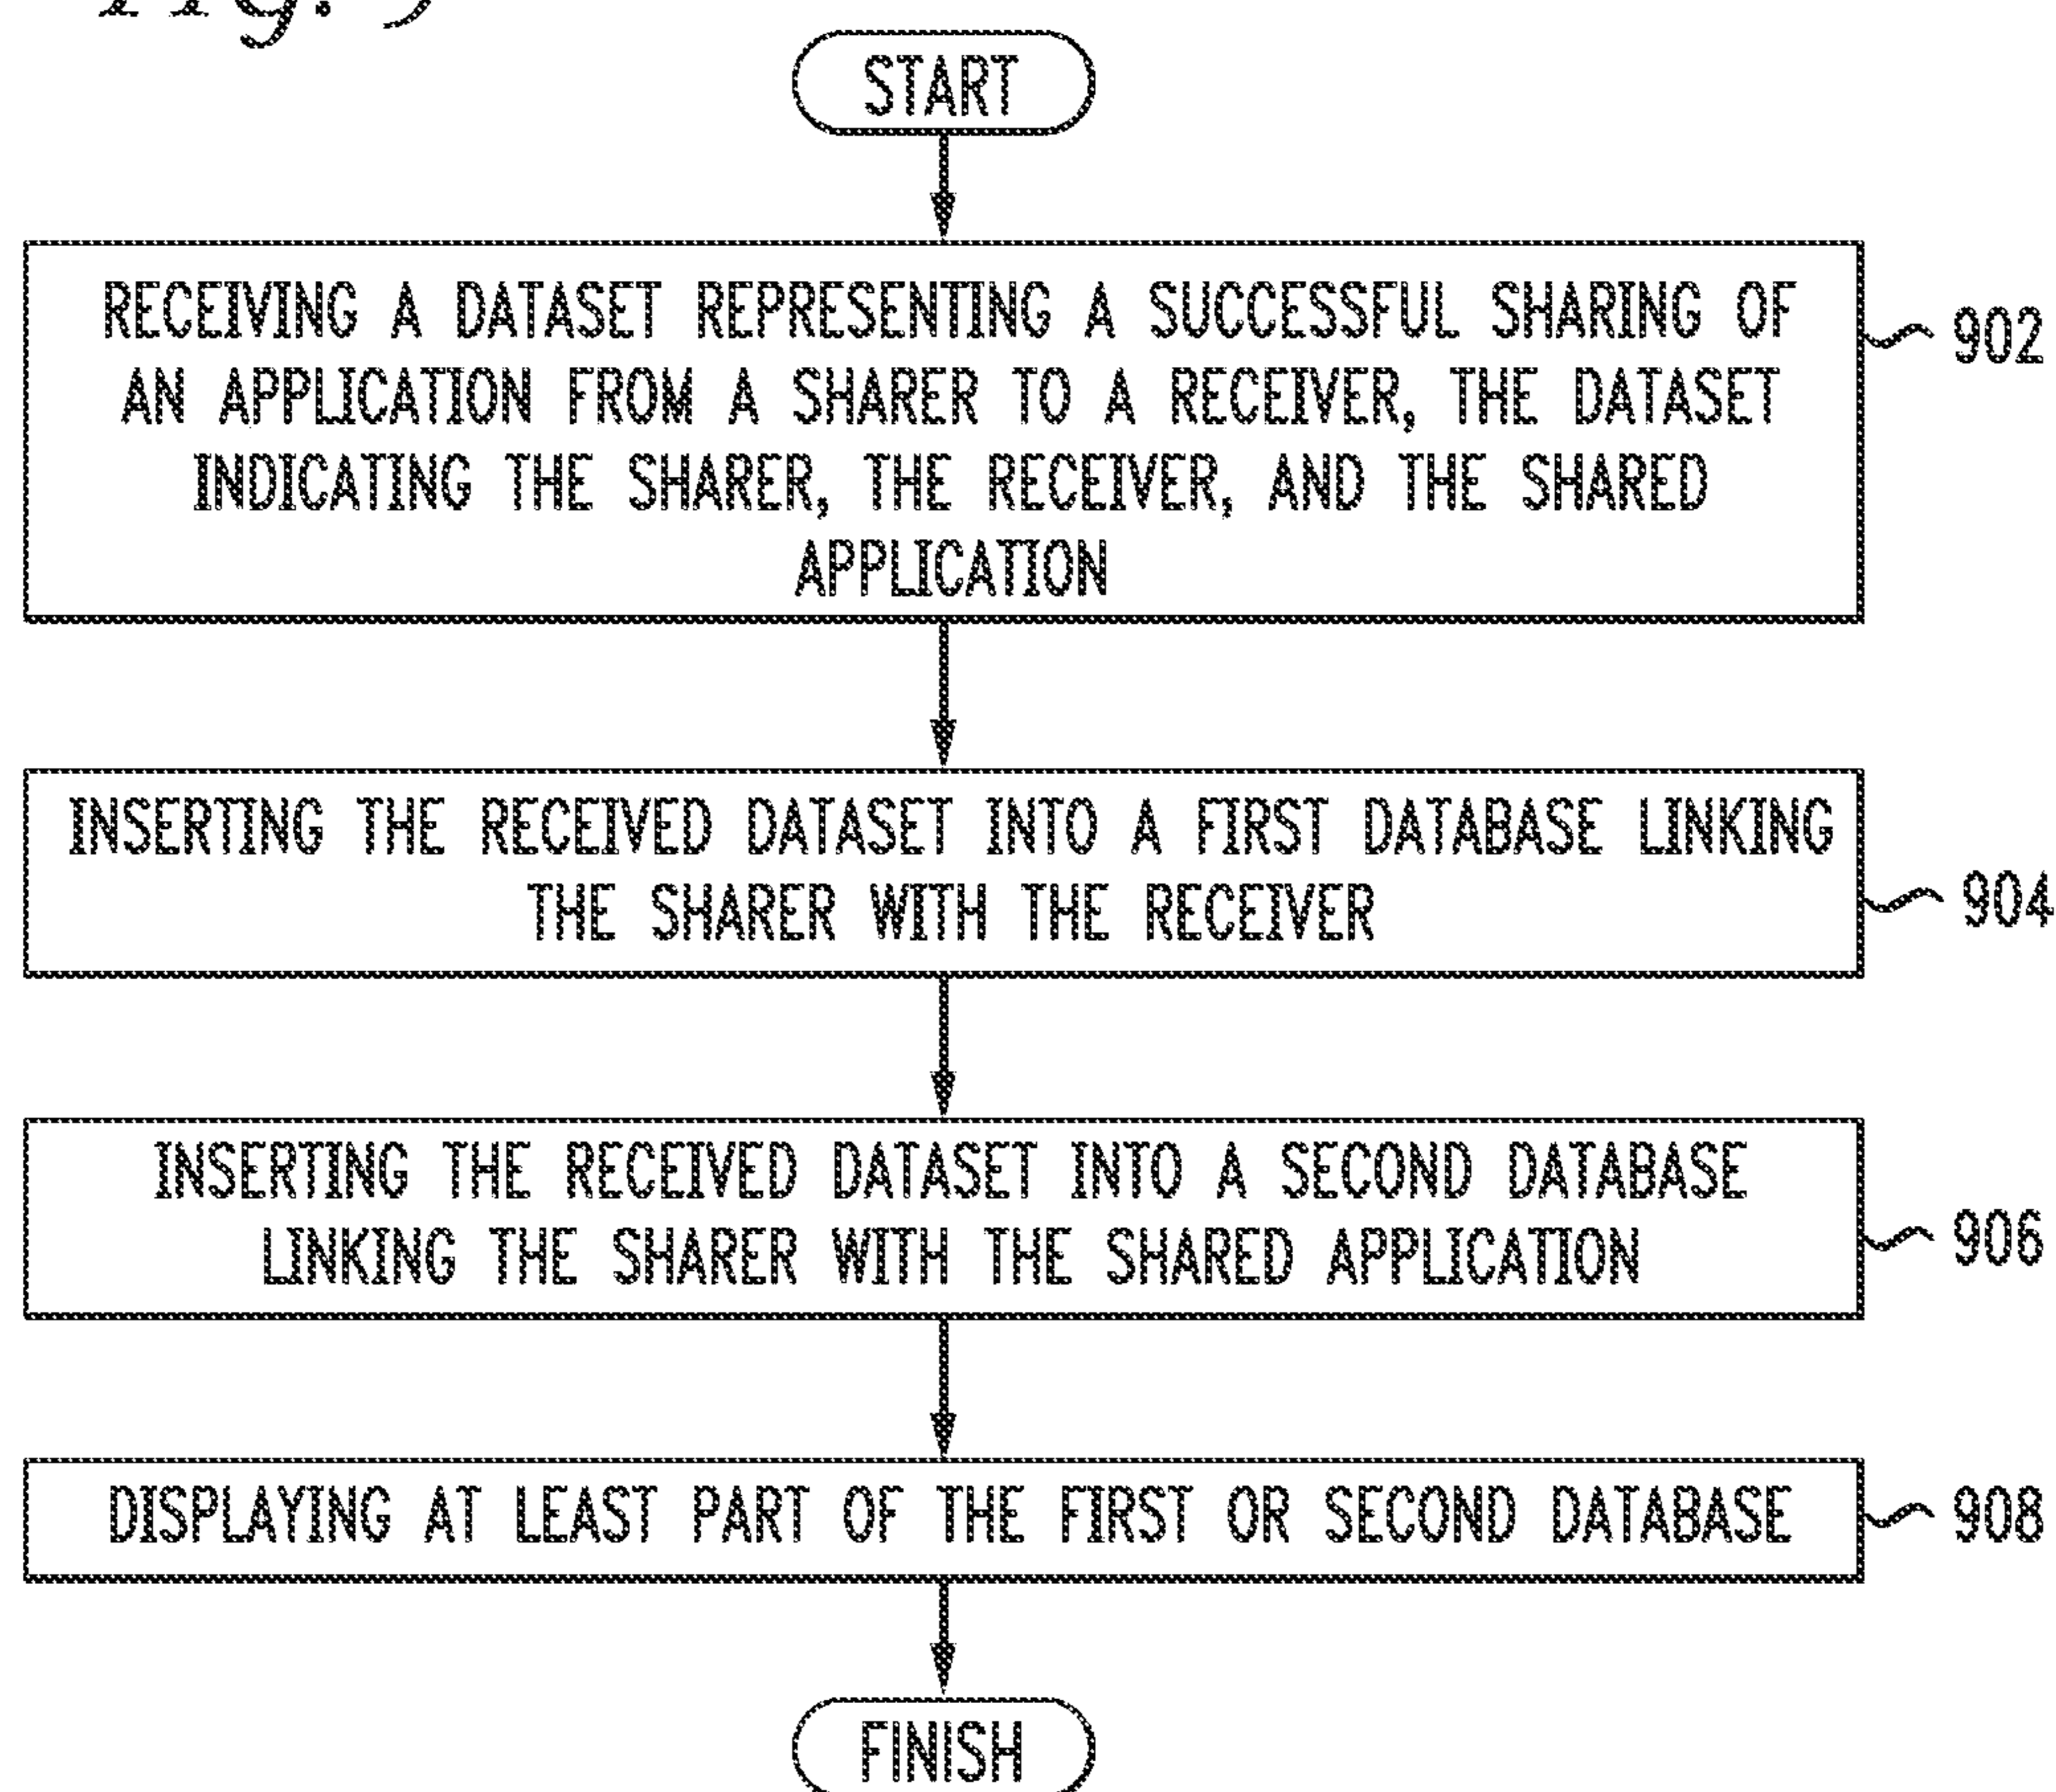 Fig. 9
START
RECEIVING A DATASET REPRESENTING A SUCCESSFUL SHARING OF
AN APPLICATION FROM A SHARER TO A RECEIVER, THE DATASET
INDICATING THE SHARER, THE RECEIVER, AND THE SHARED
APPLICATION
902
INSERTING THE RECEIVED DATASET INTO A FIRST DATABASE LINKING
THE SHARER WITH THE RECEIVER
904
INSERTING THE RECEIVED DATASET INTO A SECOND DATABASE
LINKING THE SHARER WITH THE SHARED APPLICATION
906
DISPLAYING AT LEAST PART OF THE FIRST OR SECOND DATABASE
908
FINISH